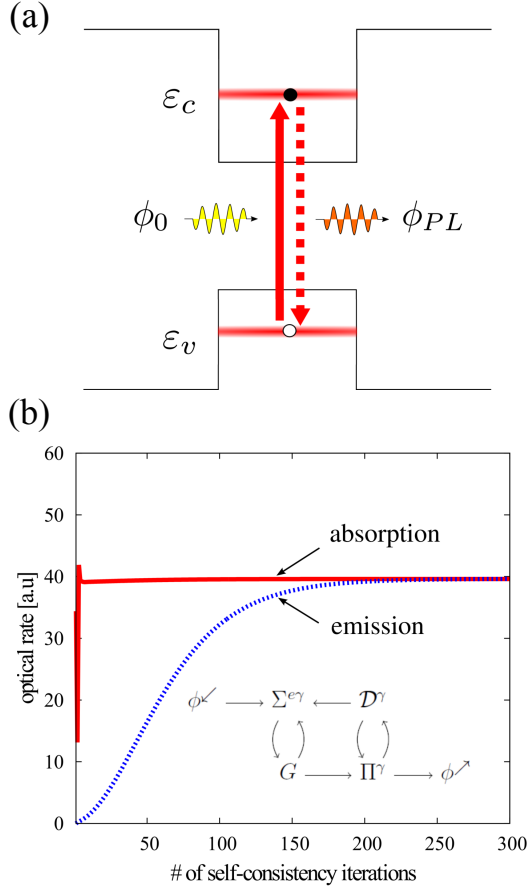 (a)
εc
ϕ0
ϕPL
εv
(b)
60
50
40
30
20
10
0
optical rate [a.u]
absorption
emission
ϕ↙ ⟶ Σeγ ⟵ 𝒟γ
G ⟶ Πγ ⟶ ϕ↗
50 100 150 200 250 300
# of self-consistency iterations